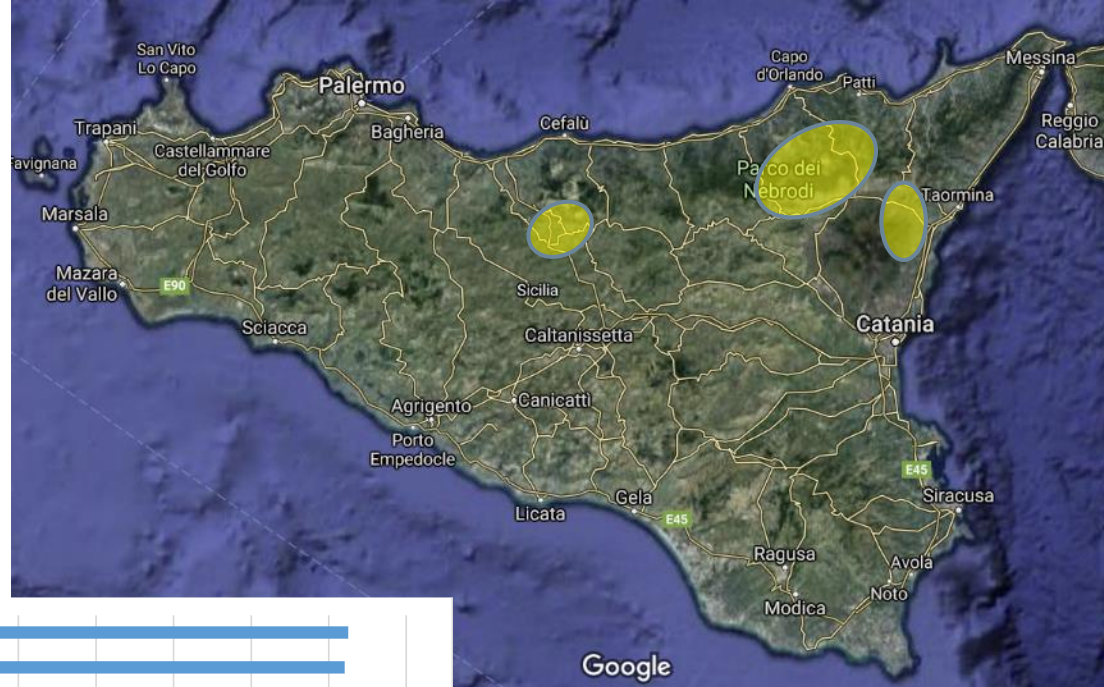 San Vito
Lo Capo
Palermo
Capo
d'Orlando
Patti
Messina
Trapani
Bagheria
Cefalù
Reggio
Calabria
Castellammare
del Golfo
avignana
Parco dei
Nebrodi
Taormina
Marsala
Mazara
del Vallo
E90
Sicilia
Sciacca
Caltanissetta
Catania
Agrigento
Canicattì
Porto
Empedocle
E45
Siracusa
Licata
Gela
E45
Ragusa
Avola
Noto
Modica
Google